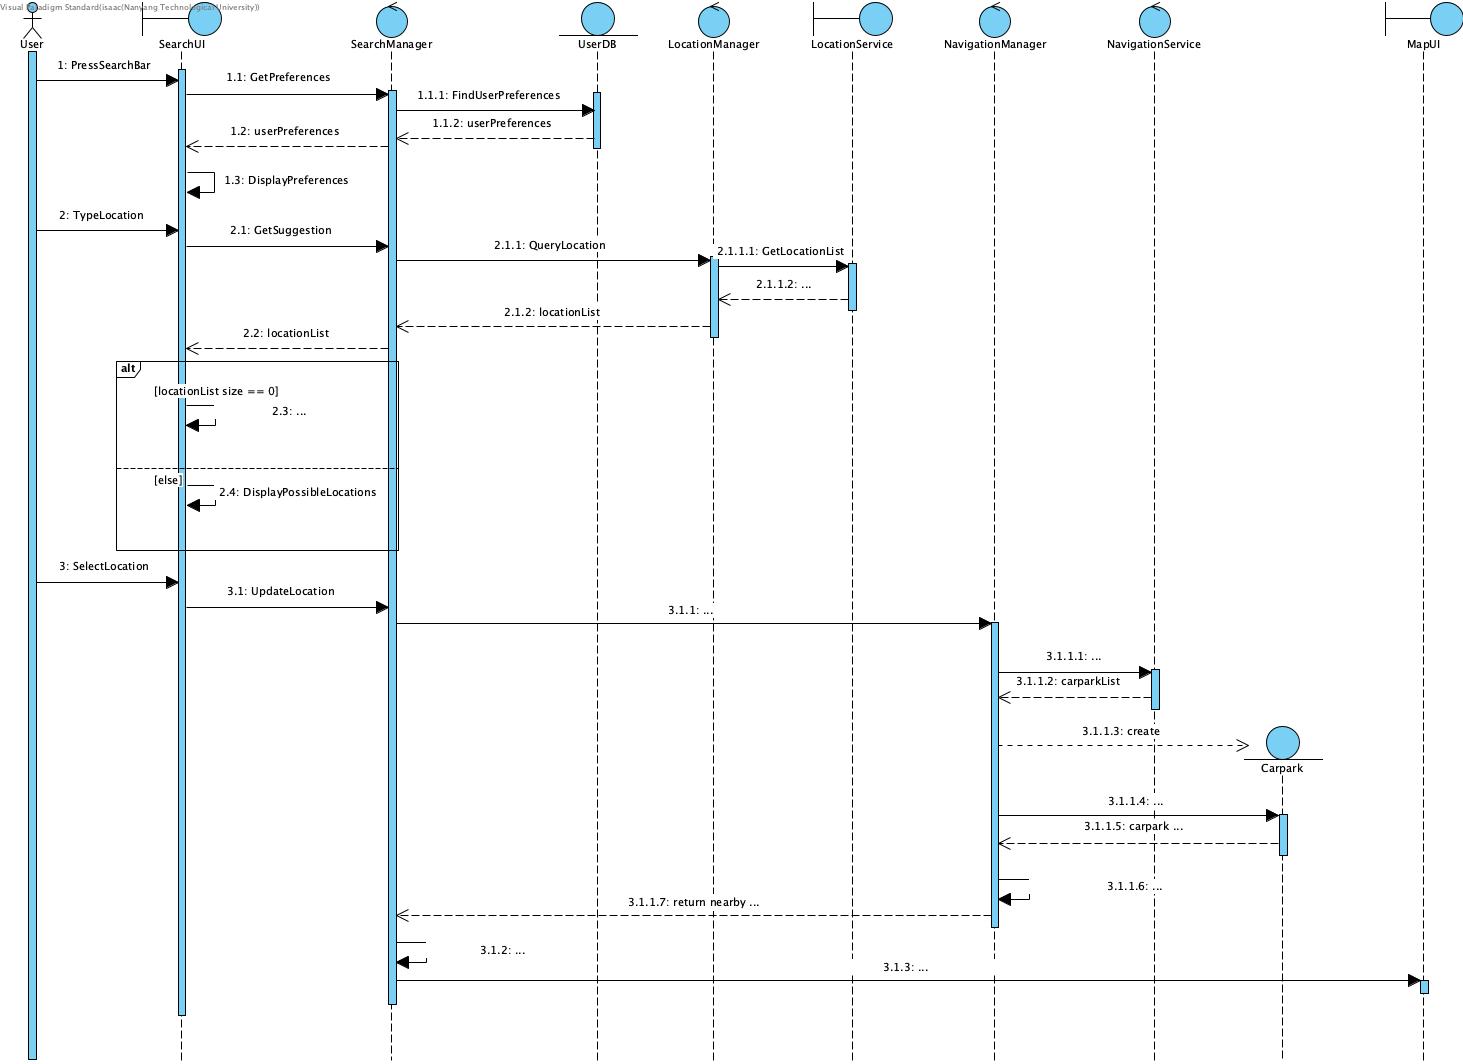 Visual Paradigm Standard(isaac(Nanyang Technological University))
User
SearchUI
SearchManager
UserDB
LocationManager
LocationService
NavigationManager
NavigationService
MapUI
1: PressSearchBar
1.1: GetPreferences
1.1.1: FindUserPreferences
1.1.2: userPreferences
1.2: userPreferences
1.3: DisplayPreferences
2: TypeLocation
2.1: GetSuggestion
2.1.1: QueryLocation
2.1.1.1: GetLocationList
2.1.1.2: ...
2.1.2: locationList
2.2: locationList
alt
[locationList size == 0]
2.3: ...
[else]
2.4: DisplayPossibleLocations
3: SelectLocation
3.1: UpdateLocation
3.1.1: ...
3.1.1.1: ...
3.1.1.2: carparkList
3.1.1.3: create
Carpark
3.1.1.4: ...
3.1.1.5: carpark ...
3.1.1.6: ...
3.1.1.7: return nearby ...
3.1.2: ...
3.1.3: ...